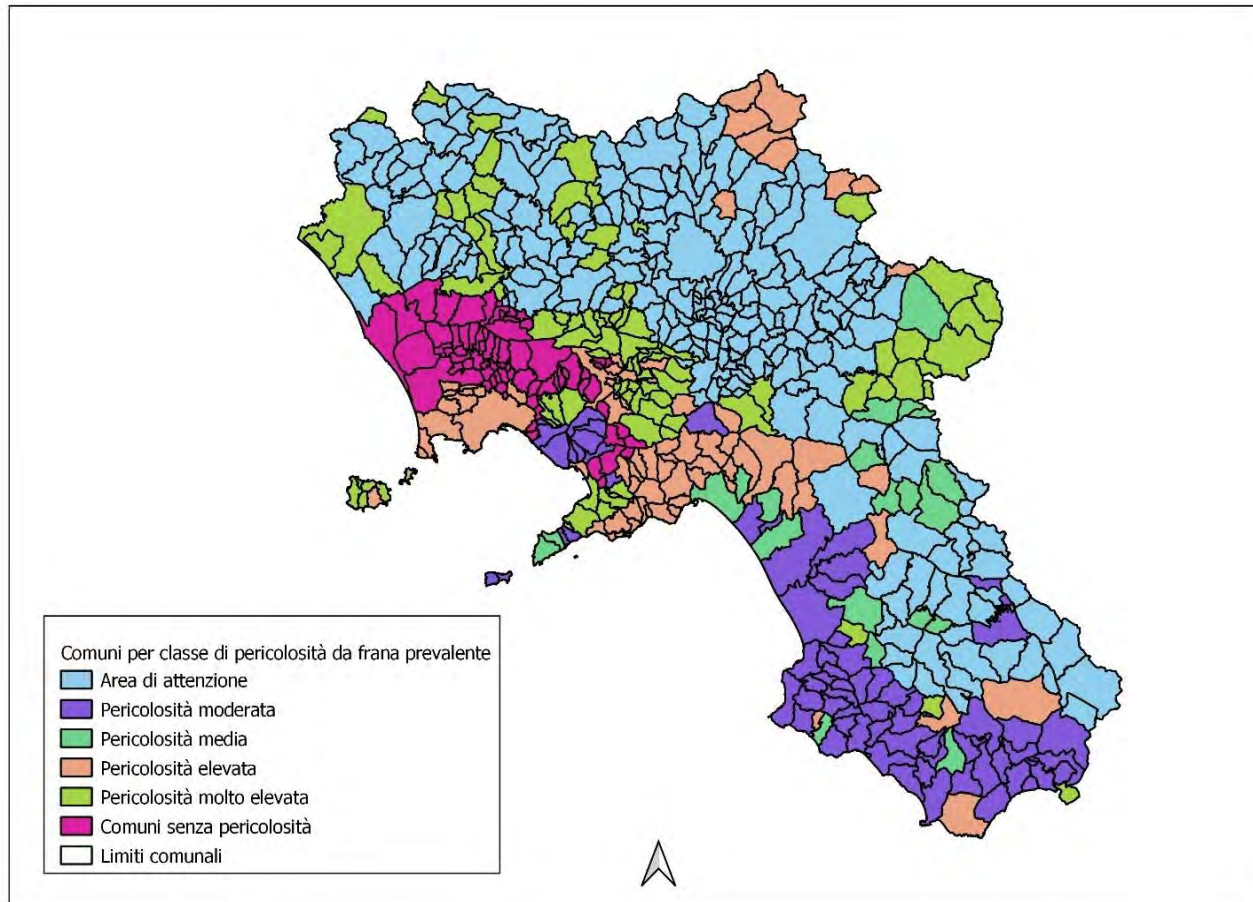 Comuni per classe di pericolosità da frana prevalente
Area di attenzione
Pericolosità moderata
Pericolosità media
Pericolosità elevata
Pericolosità molto elevata
Comuni senza pericolosità
Limiti comunali